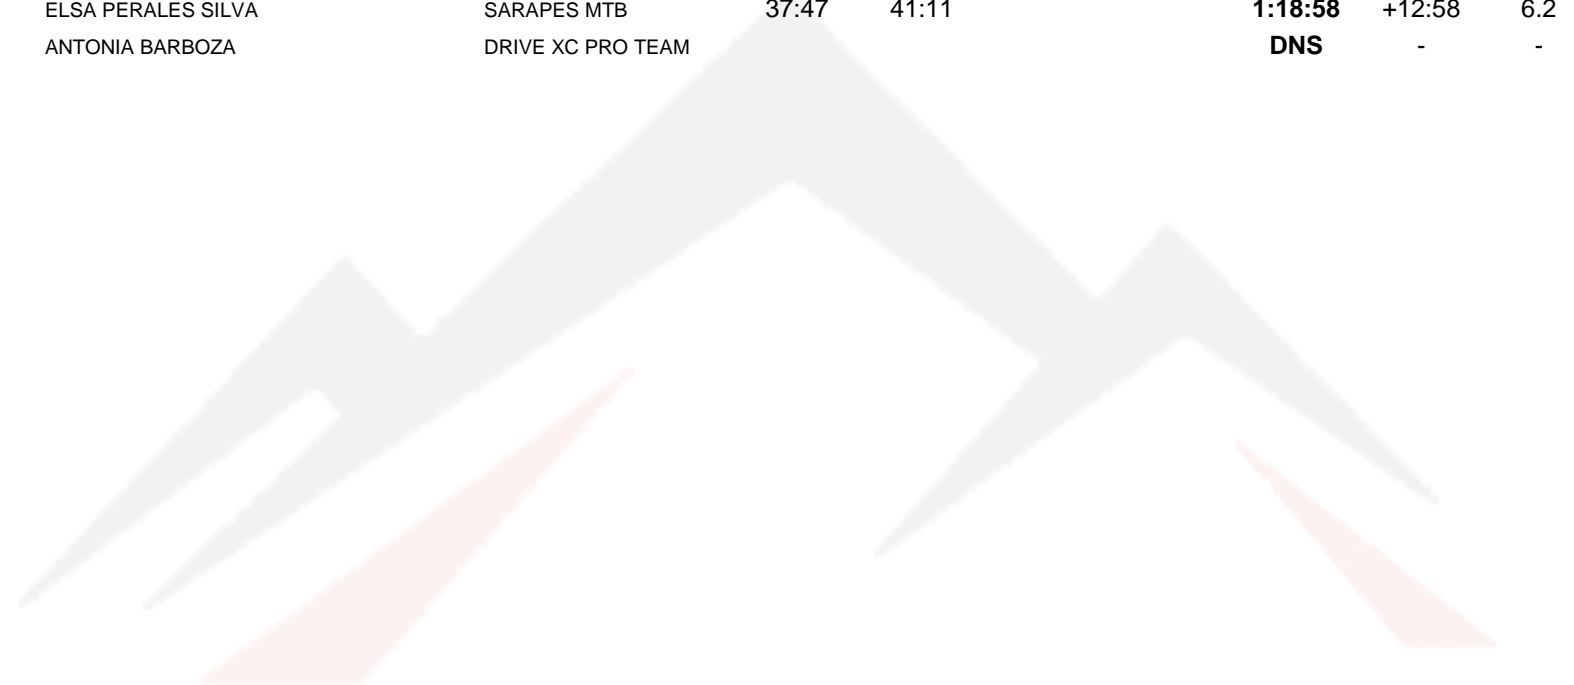 ELSA PERALES SILVA SARAPES MTB 37:47 41:11 1:18:58 +12:58 6.2
ANTONIA BARBOZA DRIVE XC PRO TEAM DNS - -